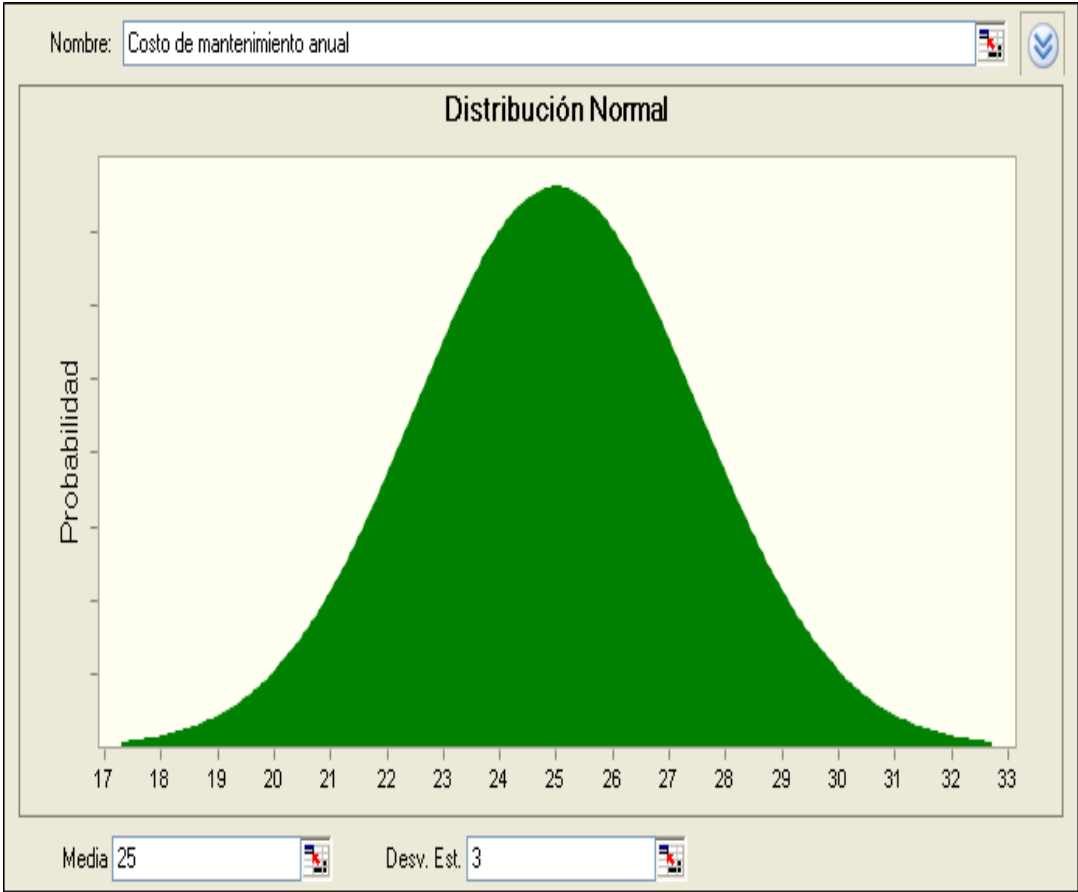 Nombre: Costo de mantenimiento anual
Distribución Normal
Probabilidad
17 18 19 20 21 22 23 24 25 26 27 28 29 30 31 32 33
Media 25 Desv. Est. 3